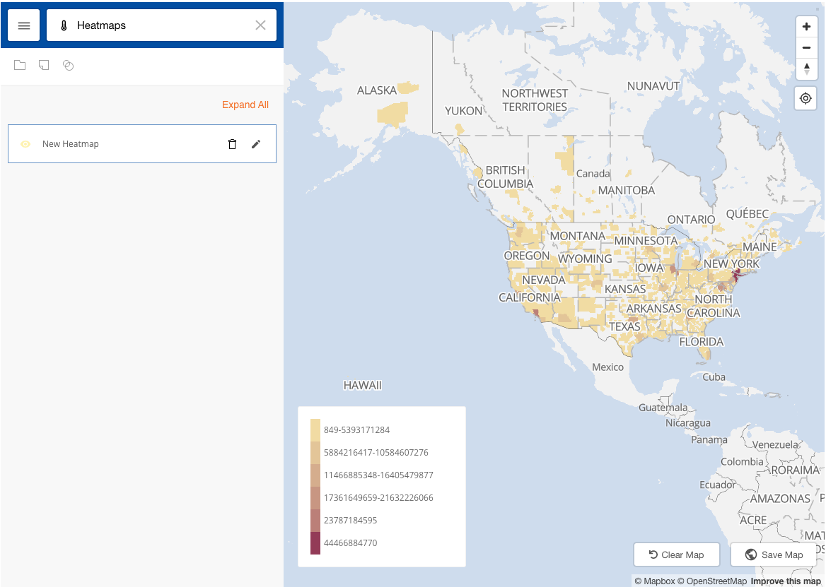 Heatmaps
Expand All
New Heatmap
ALASKA
YUKON
NORTHWEST
TERRITORIES
NUNAVUT
BRITISH
COLUMBIA
Canada
MANITOBA
ONTARIO
QUÉBEC
MONTANA
MINNESOTA
MAINE
OREGON
WYOMING
IOWA
NEW YORK
NEVADA
KANSAS
CALIFORNIA
NORTH
CAROLINA
ARKANSAS
TEXAS
FLORIDA
Mexico
HAWAII
Cuba
Guatemala
Nicaragua
Panama
Venezuela
Colombia
RORAIMA
Ecuador
AMAZONAS
ACRE
849-5393171284
5884216417-10584607276
11466885348-16405479877
17361649659-21632226066
23787184595
44466884770
Clear Map
Save Map
© Mapbox © OpenStreetMap Improve this map